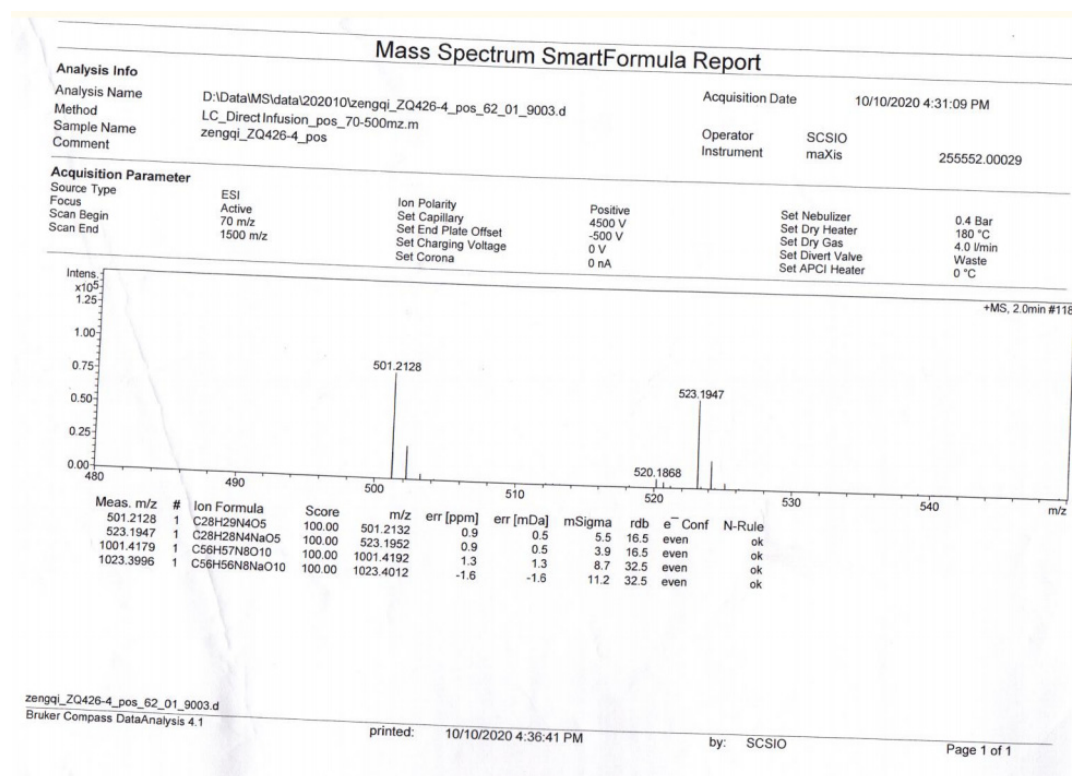 Mass Spectrum SmartFormula Report
Analysis Info
Analysis Name D:\Data\MS\data\202010\zengqi_ZQ426-4_pos_62_01_9003.d
Method LC_Direct Infusion_pos_70-500mz.m
Sample Name zengqi_ZQ426-4_pos
Comment
Acquisition Date 10/10/2020 4:31:09 PM
Operator SCSIO
Instrument maXis 255552.00029
Acquisition Parameter
Source Type ESI Ion Polarity Positive Set Nebulizer 0.4 Bar
Focus Active Set Capillary 4500 V Set Dry Heater 180 °C
Scan Begin 70 m/z Set End Plate Offset -500 V Set Dry Gas 4.0 l/min
Scan End 1500 m/z Set Charging Voltage 0 V Set Divert Valve Waste
Set Corona 0 nA Set APCI Heater 0 °C
Intens.
x10⁵
+MS, 2.0min #118
1.25
1.00
0.75
0.50
0.25
0.00
501.2128
523.1947
520.1868
480 490 500 510 520 530 540 m/z
Meas. m/z # Ion Formula Score m/z err [ppm] err [mDa] mSigma rdb e⁻ Conf N-Rule
501.2128 1 C28H29N4O5 100.00 501.2132 0.9 0.5 5.5 16.5 even ok
523.1947 1 C28H28N4NaO5 100.00 523.1952 0.9 0.5 3.9 16.5 even ok
1001.4179 1 C56H57N8O10 100.00 1001.4192 1.3 1.3 8.7 32.5 even ok
1023.3996 1 C56H56N8NaO10 100.00 1023.4012 -1.6 -1.6 11.2 32.5 even ok
zengqi_ZQ426-4_pos_62_01_9003.d
Bruker Compass DataAnalysis 4.1 printed: 10/10/2020 4:36:41 PM by: SCSIO Page 1 of 1